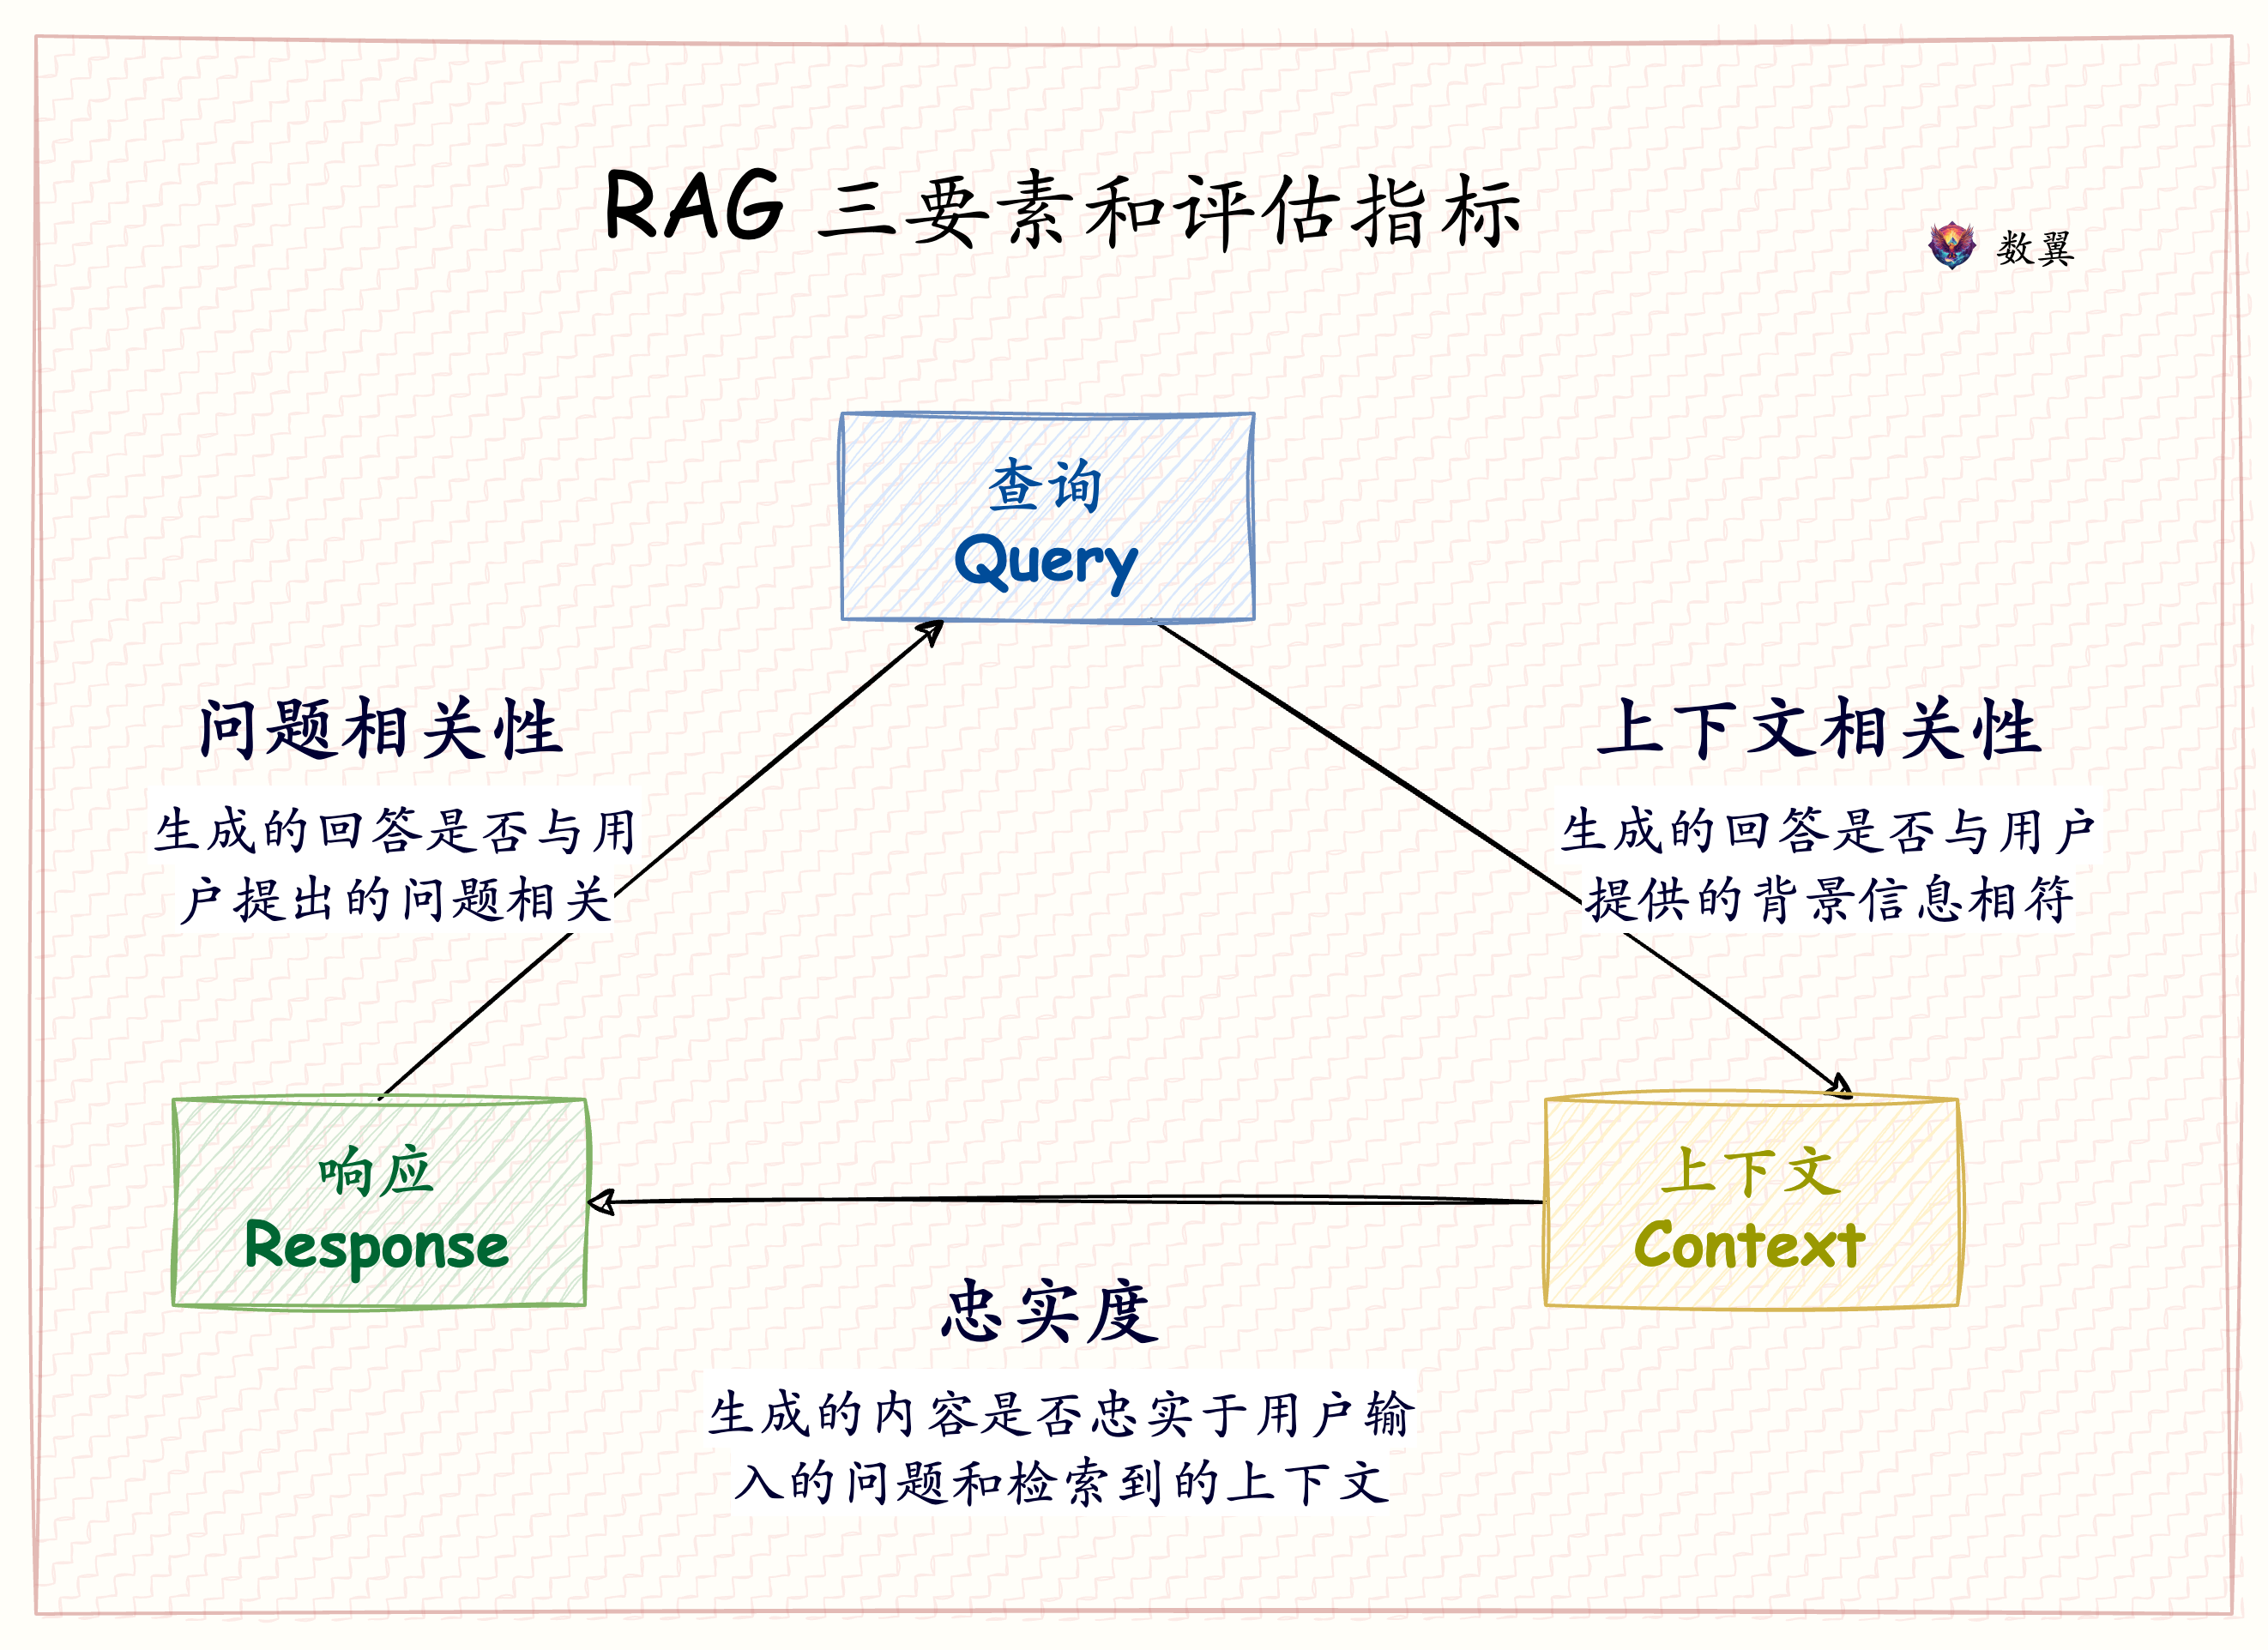 RAG 三要素和评估指标
数翼
查询
Query
问题相关性
生成的回答是否与用
户提出的问题相关
上下文相关性
生成的回答是否与用户
提供的背景信息相符
响应
Response
上下文
Context
忠实度
生成的内容是否忠实于用户输
入的问题和检索到的上下文